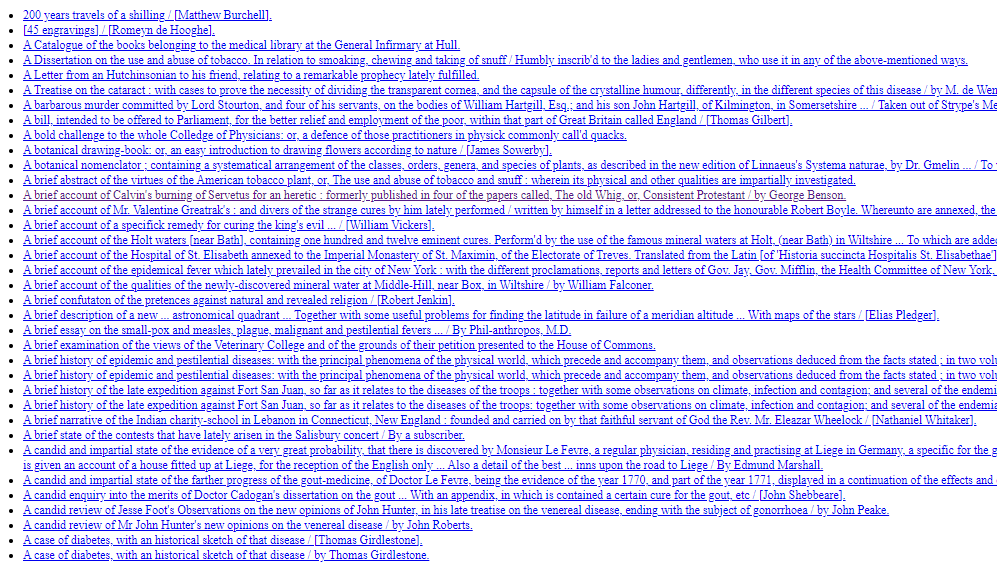 200 years travels of a shilling / [Matthew Burchell].
[45 engravings] / [Romeyn de Hooghe].
A Catalogue of the books belonging to the medical library at the General Infirmary at Hull.
A Dissertation on the use and abuse of tobacco. In relation to smoaking, chewing and taking of snuff / Humbly inscrib'd to the ladies and gentlemen, who use it in any of the above-mentioned ways.
A Letter from an Hutchinsonian to his friend, relating to a remarkable prophecy lately fulfilled.
A Treatise on the cataract : with cases to prove the necessity of dividing the transparent cornea, and the capsule of the crystalline humour, differently, in the different species of this disease / by M. de Wen
A barbarous murder committed by Lord Stourton, and four of his servants, on the bodies of William Hartgill, Esq.; and his son John Hartgill, of Kilmington, in Somersetshire ... / Taken out of Strype's Me
A bill, intended to be offered to Parliament, for the better relief and employment of the poor, within that part of Great Britain called England / [Thomas Gilbert].
A bold challenge to the whole Colledge of Physicians: or, a defence of those practitioners in physick commonly call'd quacks.
A botanical drawing-book: or, an easy introduction to drawing flowers according to nature / [James Sowerby].
A botanical nomenclator ; containing a systematical arrangement of the classes, orders, genera, and species of plants, as described in the new edition of Linnaeus's Systema naturae, by Dr. Gmelin ... / To
A brief abstract of the virtues of the American tobacco plant, or, The use and abuse of tobacco and snuff : wherein its physical and other qualities are impartially investigated.
A brief account of Calvin's burning of Servetus for an heretic : formerly published in four of the papers called, The old Whig, or, Consistent Protestant / by George Benson.
A brief account of Mr. Valentine Greatrak's : and divers of the strange cures by him lately performed / written by himself in a letter addressed to the honourable Robert Boyle. Whereunto are annexed, the
A brief account of a specifick remedy for curing the king's evil ... / [William Vickers].
A brief account of the Holt waters [near Bath], containing one hundred and twelve eminent cures. Perform'd by the use of the famous mineral waters at Holt, (near Bath) in Wiltshire ... To which are added
A brief account of the Hospital of St. Elisabeth annexed to the Imperial Monastery of St. Maximin, of the Electorate of Treves. Translated from the Latin [of 'Historia succincta Hospitalis St. Elisabethae']
A brief account of the epidemical fever which lately prevailed in the city of New York : with the different proclamations, reports and letters of Gov. Jay, Gov. Mifflin, the Health Committee of New York,
A brief account of the qualities of the newly-discovered mineral water at Middle-Hill, near Box, in Wiltshire / by William Falconer.
A brief confutaton of the pretences against natural and revealed religion / [Robert Jenkin].
A brief description of a new ... astronomical quadrant ... Together with some useful problems for finding the latitude in failure of a meridian altitude ... With maps of the stars / [Elias Pledger].
A brief essay on the small-pox and measles, plague, malignant and pestilential fevers ... / By Phil-anthropos, M.D.
A brief examination of the views of the Veterinary College and of the grounds of their petition presented to the House of Commons.
A brief history of epidemic and pestilential diseases: with the principal phenomena of the physical world, which precede and accompany them, and observations deduced from the facts stated ; in two volu
A brief history of epidemic and pestilential diseases: with the principal phenomena of the physical world, which precede and accompany them, and observations deduced from the facts stated ; in two volu
A brief history of the late expedition against Fort San Juan, so far as it relates to the diseases of the troops : together with some observations on climate, infection and contagion; and several of the endemi
A brief history of the late expedition against Fort San Juan, so far as it relates to the diseases of the troops: together with some observations on climate, infection and contagion; and several of the endemia
A brief narrative of the Indian charity-school in Lebanon in Connecticut, New England : founded and carried on by that faithful servant of God the Rev. Mr. Eleazar Wheelock / [Nathaniel Whitaker].
A brief state of the contests that have lately arisen in the Salisbury concert / By a subscriber.
A candid and impartial state of the evidence of a very great probability, that there is discovered by Monsieur Le Fevre, a regular physician, residing and practising at Liege in Germany, a specific for the g
is given an account of a house fitted up at Liege, for the reception of the English only ... Also a detail of the best ... inns upon the road to Liege / By Edmund Marshall.
A candid and impartial state of the farther progress of the gout-medicine, of Doctor Le Fevre, being the evidence of the year 1770, and part of the year 1771, displayed in a continuation of the effects and
A candid enquiry into the merits of Doctor Cadogan's dissertation on the gout ... With an appendix, in which is contained a certain cure for the gout, etc / [John Shebbeare].
A candid review of Jesse Foot's Observations on the new opinions of John Hunter, in his late treatise on the venereal disease, ending with the subject of gonorrhoea / by John Peake.
A candid review of Mr John Hunter's new opinions on the venereal disease / by John Roberts.
A case of diabetes, with an historical sketch of that disease / [Thomas Girdlestone].
A case of diabetes, with an historical sketch of that disease / by Thomas Girdlestone.